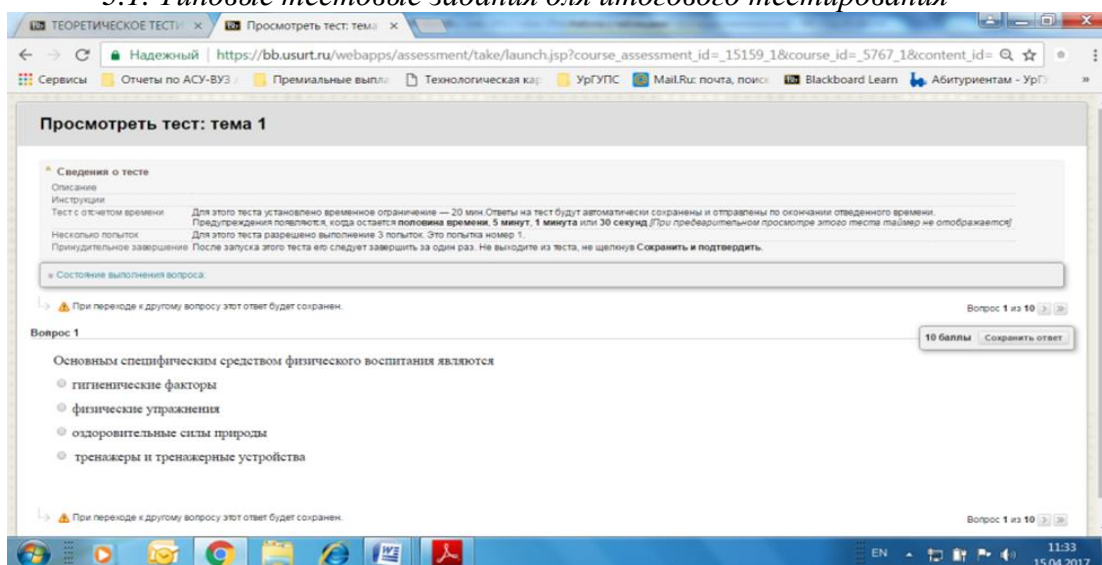 5.1. Типовые тестовые задания для итогового тестирования
ТЕОРЕТИЧЕСКОЕ ТЕСТИ Просмотреть тест: тема
Надежный https://bb.usurt.ru/webapps/assessment/take/launch.jsp?course_assessment_id=_15159_1&course_id=_5767_1&content_id=
Сервисы Отчеты по АСУ-ВУЗ Премиальные выпла Технологическая кар УрГУПС Mail.Ru: почта, поиск Blackboard Learn Абитуриентам - УрГ
Просмотреть тест: тема 1
Сведения о тесте
Описание
Инструкции
Тест с отсчетом времени Для этого теста установлено временное ограничение — 20 мин.Ответы на тест будут автоматически сохранены и отправлены по окончании отведенного времени.
Предупреждения появляются, когда остается половина времени, 5 минут, 1 минута или 30 секунд.[При предварительном просмотре этого теста таймер не отображается]
Несколько попыток Для этого теста разрешено выполнение 3 попыток. Это попытка номер 1.
Принудительное завершение После запуска этого теста его следует завершить за один раз. Не выходите из теста, не щелкнув Сохранить и подтвердить.
Состояние выполнения вопроса:
При переходе к другому вопросу этот ответ будет сохранен.
Вопрос 1 из 10
Вопрос 1
10 баллы Сохранить ответ
Основным специфическим средством физического воспитания являются
гигиенические факторы
физические упражнения
оздоровительные силы природы
тренажеры и тренажерные устройства
При переходе к другому вопросу этот ответ будет сохранен.
Вопрос 1 из 10
EN
11:33
15.04.2017